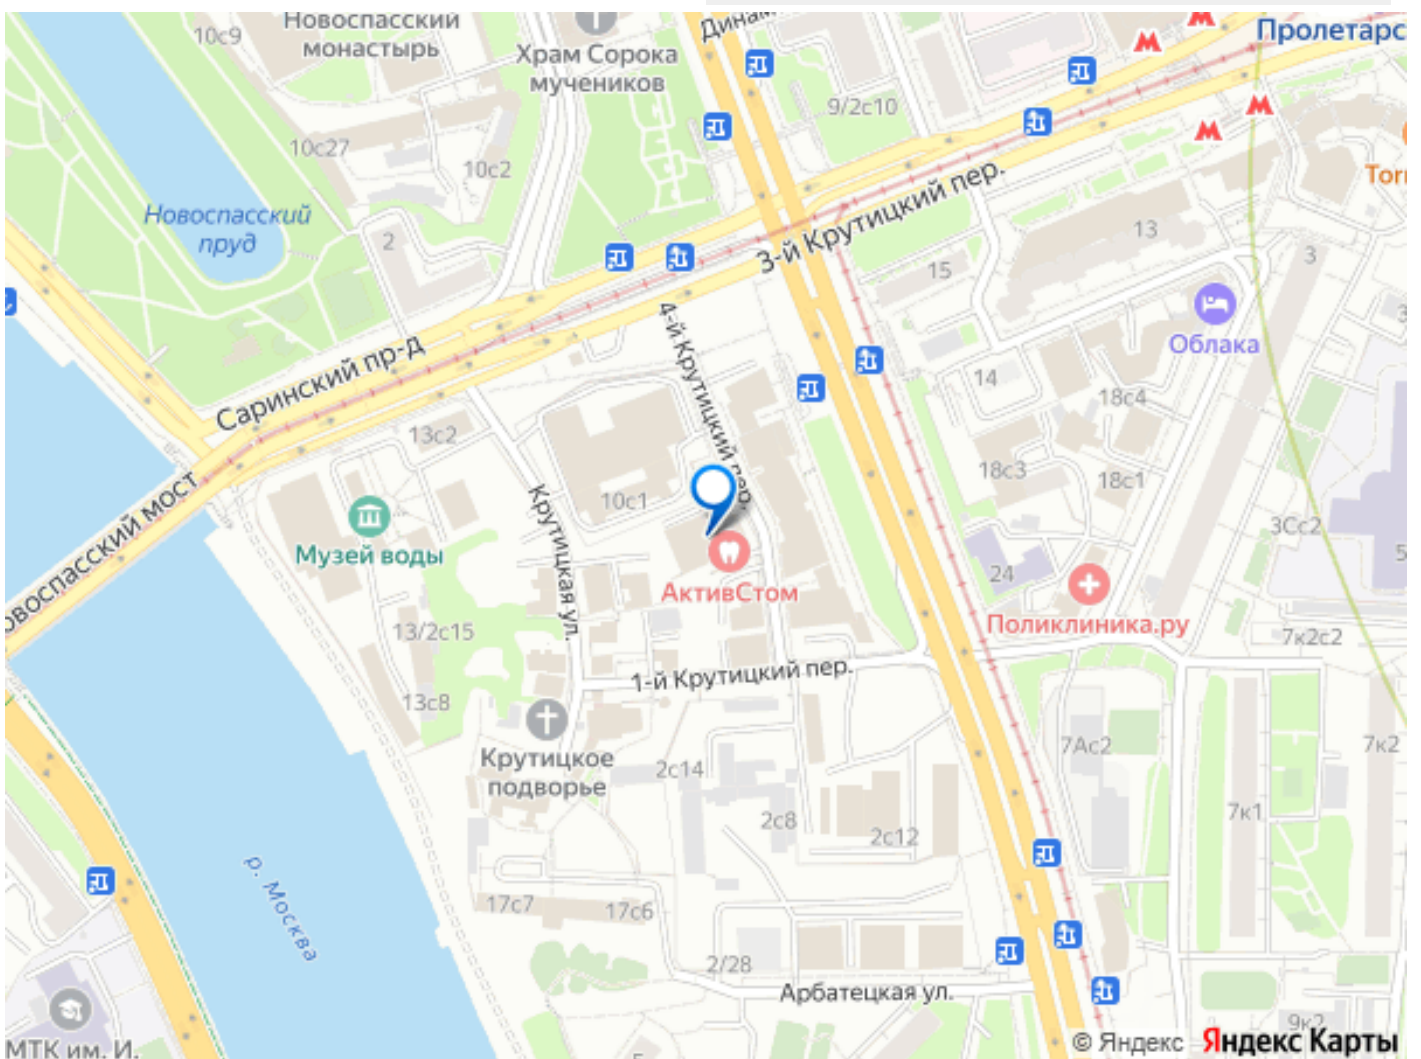 Новоспасский
монастырь
10с9
Храм Сорока
мучеников
Динам
Пролетарс
9/2с10
10с27
10с2
Torr
Новоспасский
пруд
2
3-й Крутицкий пер.
13
15
3
Облака
4-й Крутицкий пер.
Саринский пр-д
14
18с4
13с2
18с3
18с1
10с1
Крутицкая ул.
Музей воды
3Сс2
5
овоспасский мост
24
АктивСтом
Поликлиника.ру
13/2с15
7к2с2
1-й Крутицкий пер.
13с8
Крутицкое
подворье
7Ас2
7к2
2с14
2с8
2с12
7к1
р. Москва
17с7
17с6
2/28
Арбатецкая ул.
9к2
МТК им. И.
© Яндекс Яндекс Карты